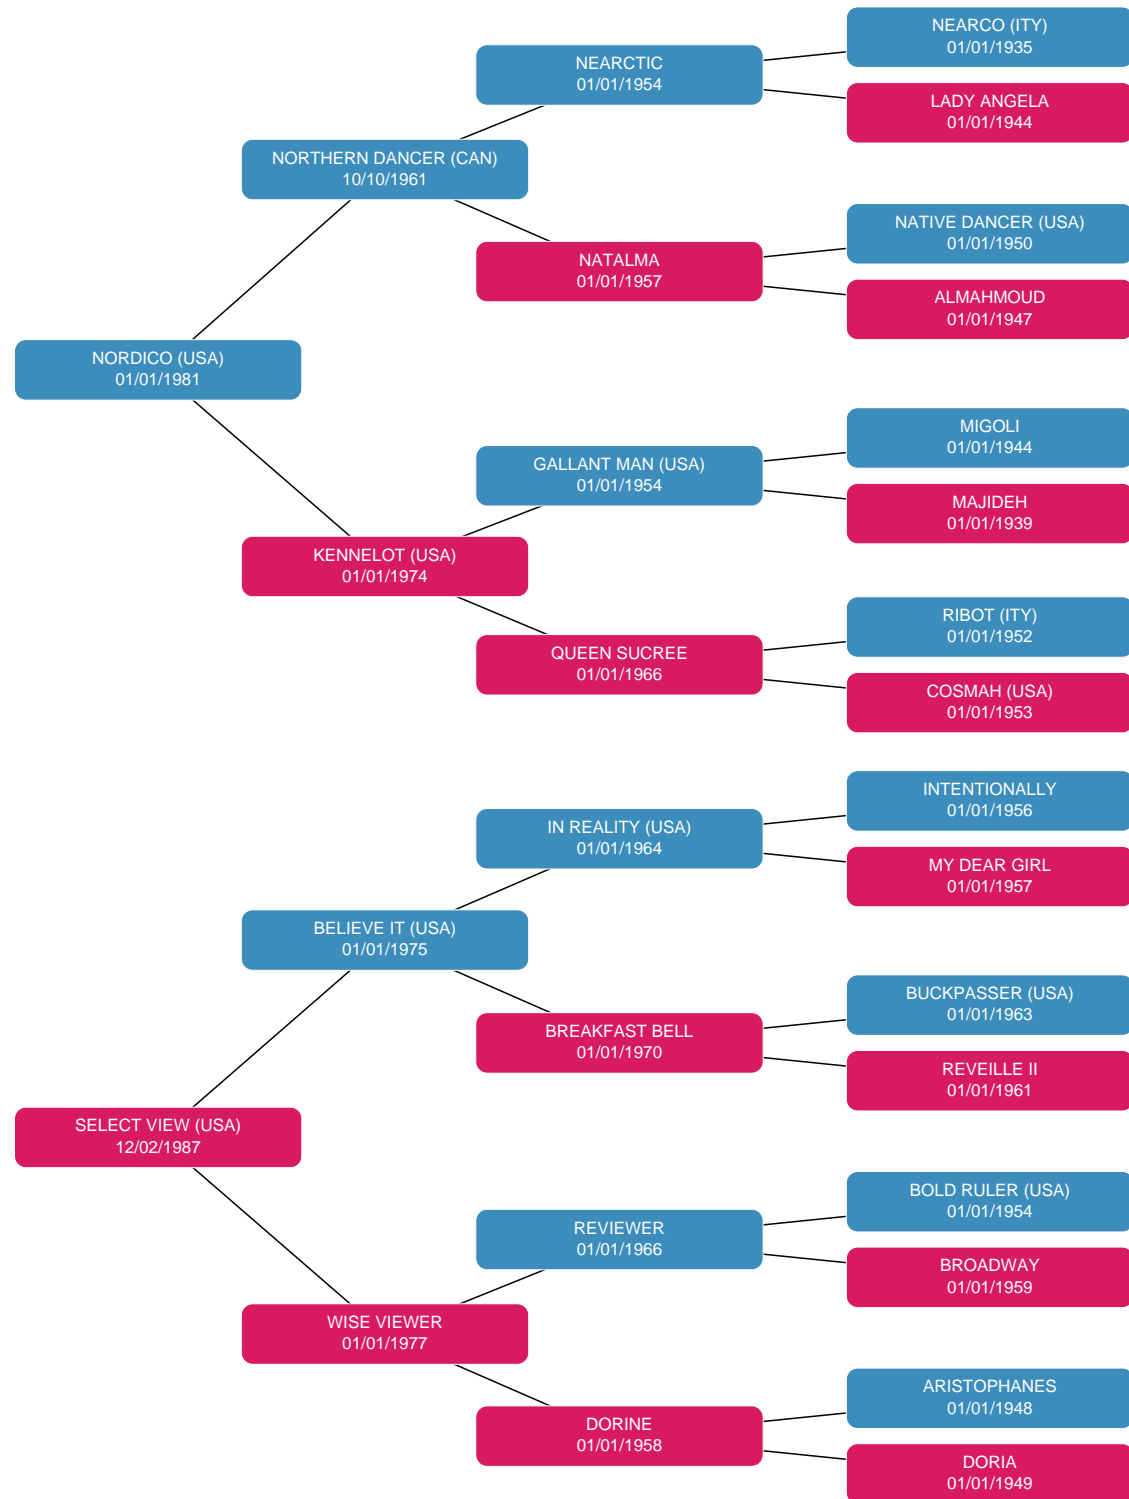 NEARCO (ITY)
01/01/1935
NEARCTIC
01/01/1954
LADY ANGELA
01/01/1944
NORTHERN DANCER (CAN)
10/10/1961
NATIVE DANCER (USA)
01/01/1950
NATALMA
01/01/1957
ALMAHMOUD
01/01/1947
NORDICO (USA)
01/01/1981
MIGOLI
01/01/1944
GALLANT MAN (USA)
01/01/1954
MAJIDEH
01/01/1939
KENNELOT (USA)
01/01/1974
RIBOT (ITY)
01/01/1952
QUEEN SUCREE
01/01/1966
COSMAH (USA)
01/01/1953
INTENTIONALLY
01/01/1956
IN REALITY (USA)
01/01/1964
MY DEAR GIRL
01/01/1957
BELIEVE IT (USA)
01/01/1975
BUCKPASSER (USA)
01/01/1963
BREAKFAST BELL
01/01/1970
REVEILLE II
01/01/1961
SELECT VIEW (USA)
12/02/1987
BOLD RULER (USA)
01/01/1954
REVIEWER
01/01/1966
BROADWAY
01/01/1959
WISE VIEWER
01/01/1977
ARISTOPHANES
01/01/1948
DORINE
01/01/1958
DORIA
01/01/1949